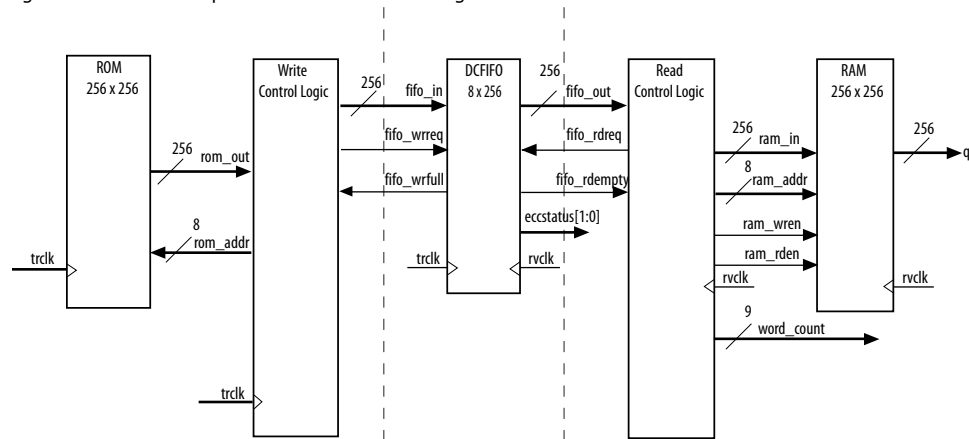 ROM
256 x 256
Write
Control Logic
DCFIFO
8 x 256
Read
Control Logic
RAM
256 x 256
256
fifo_in
256
fifo_out
fifo_wrreq
fifo_rdreq
256
rom_out
fifo_wrfull
fifo_rdempty
256
ram_in
256
q
8
ram_addr
eccstatus[1:0]
8
rom_addr
ram_wren
ram_rden
trclk
trclk
rvclk
rvclk
rvclk
9
word_count
trclk